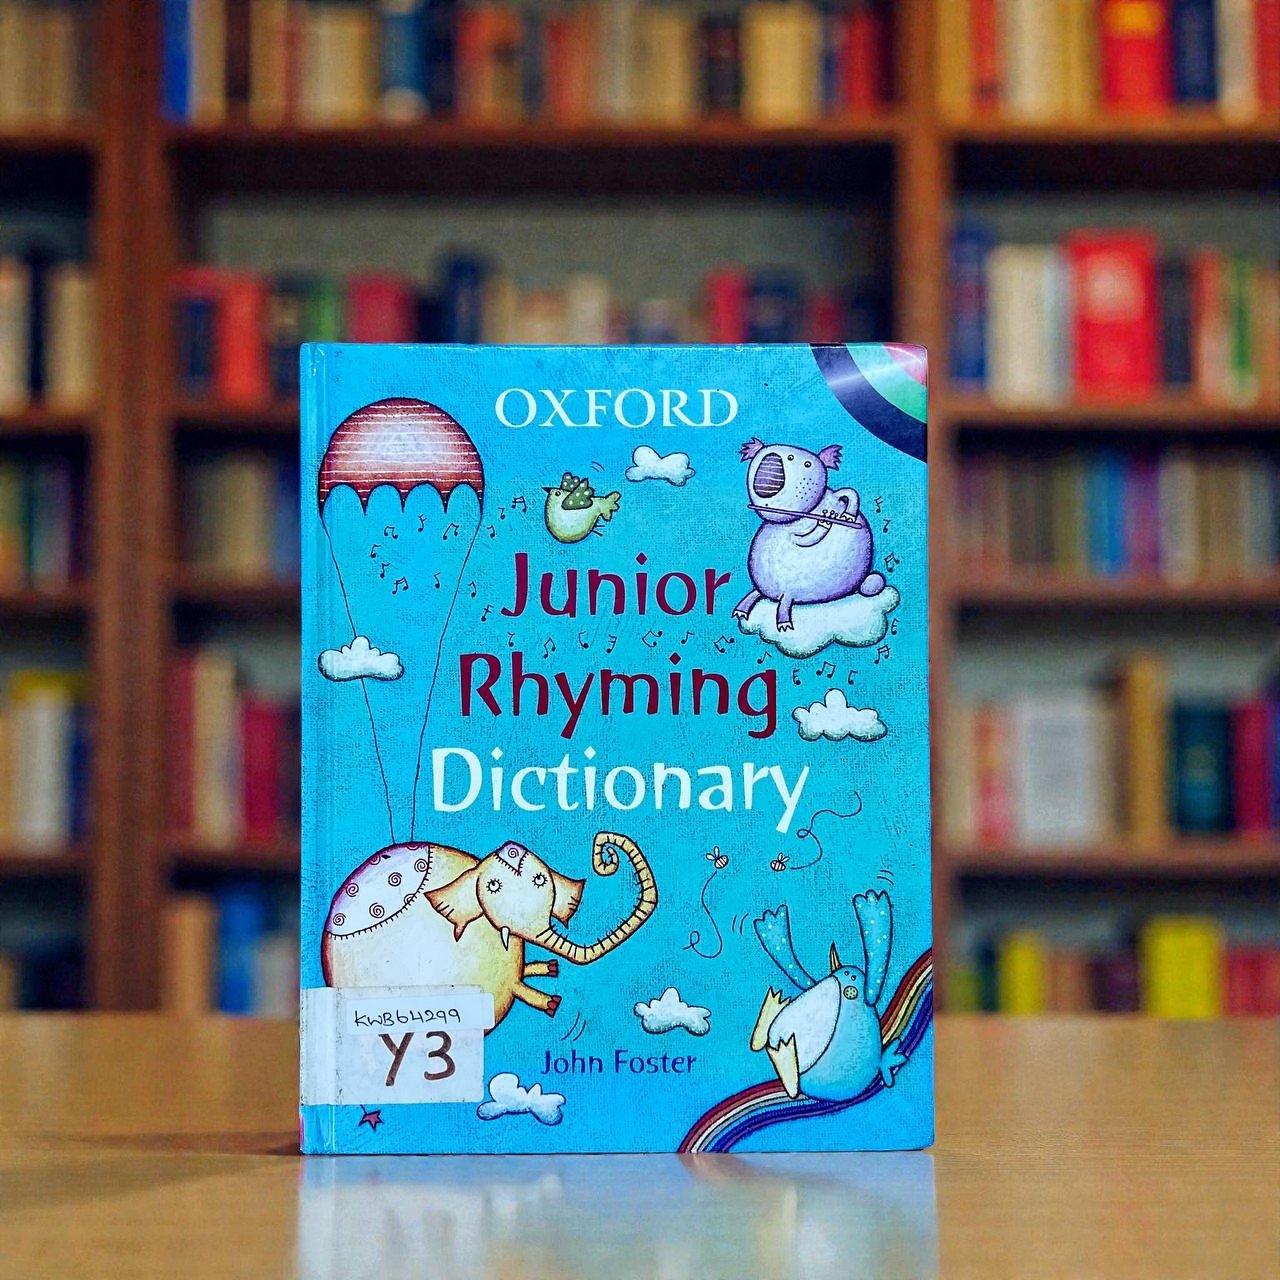 OXFORD
Junior
Rhyming
Dictionary
KWB64299
Y3
John Foster